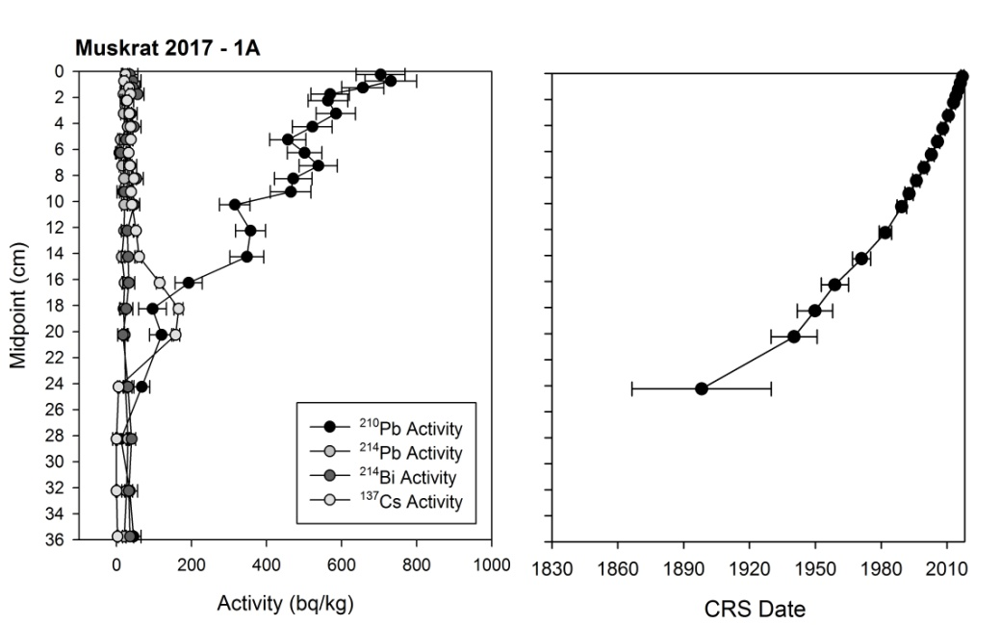 Muskrat 2017 - 1A
Midpoint (cm)
0
2
4
6
8
10
12
14
16
18
20
22
24
26
28
30
32
34
36
0 200 400 600 800 1000
Activity (bq/kg)
210Pb Activity
214Pb Activity
214Bi Activity
137Cs Activity
1830 1860 1890 1920 1950 1980 2010
CRS Date